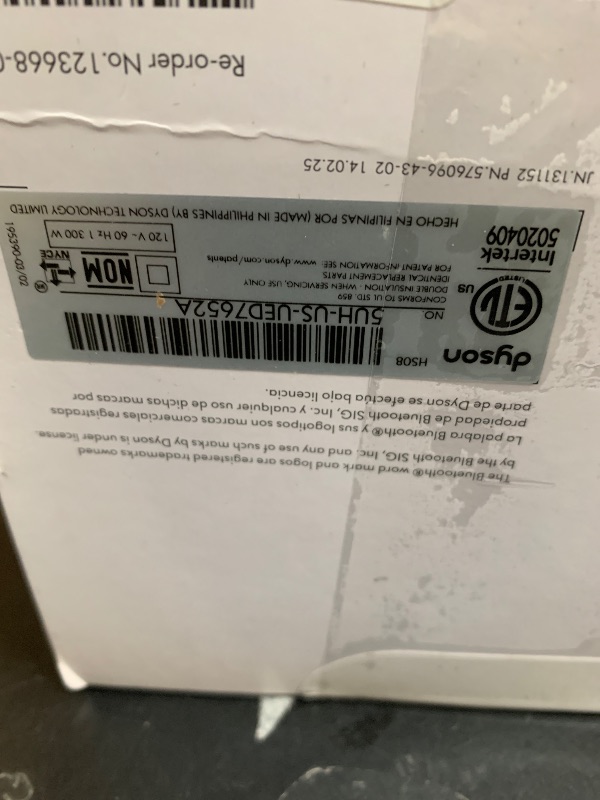 The Bluetooth® word mark and logos are registered trademarks owned
by the Bluetooth SIG, Inc. and any use of such marks by Dyson is under license.
La palabra Bluetooth® y sus logotipos son marcas comerciales registradas
propiedad de Bluetooth SIG, Inc. y cualquier uso de dichas marcas por
parte de Dyson se efectúa bajo licencia.
dyson HS08
NO. 5UH-US-UED7652A
ETL LISTED US
Intertek
5020409
CONFORMS TO UL STD. 859
DOUBLE INSULATION - WHEN SERVICING, USE ONLY
IDENTICAL REPLACEMENT PARTS
FOR PATENT INFORMATION SEE: www.dyson.com/patents
NOM
NYCE
120 V~ 60 Hz 1 300 W
HECHO EN FILIPINAS POR (MADE IN PHILIPPINES BY) DYSON TECHNOLOGY LIMITED
195390-03/02
JN.131152 PN.576096-43-02 14.02.25
Re-order No.123668-0